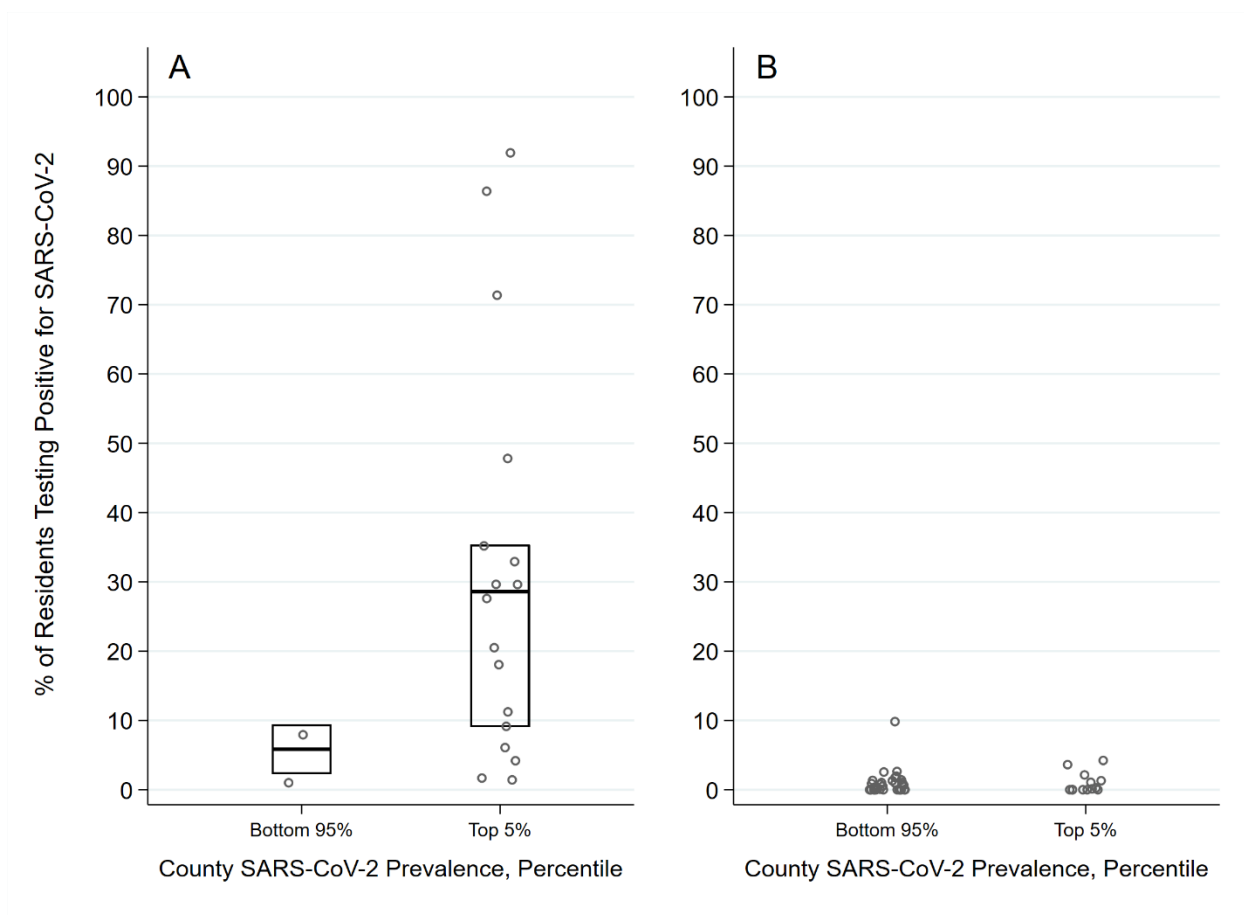 A
B
% of Residents Testing Positive for SARS-CoV-2
100
90
80
70
60
50
40
30
20
10
0
Bottom 95%
Top 5%
County SARS-CoV-2 Prevalence, Percentile
100
90
80
70
60
50
40
30
20
10
0
Bottom 95%
Top 5%
County SARS-CoV-2 Prevalence, Percentile